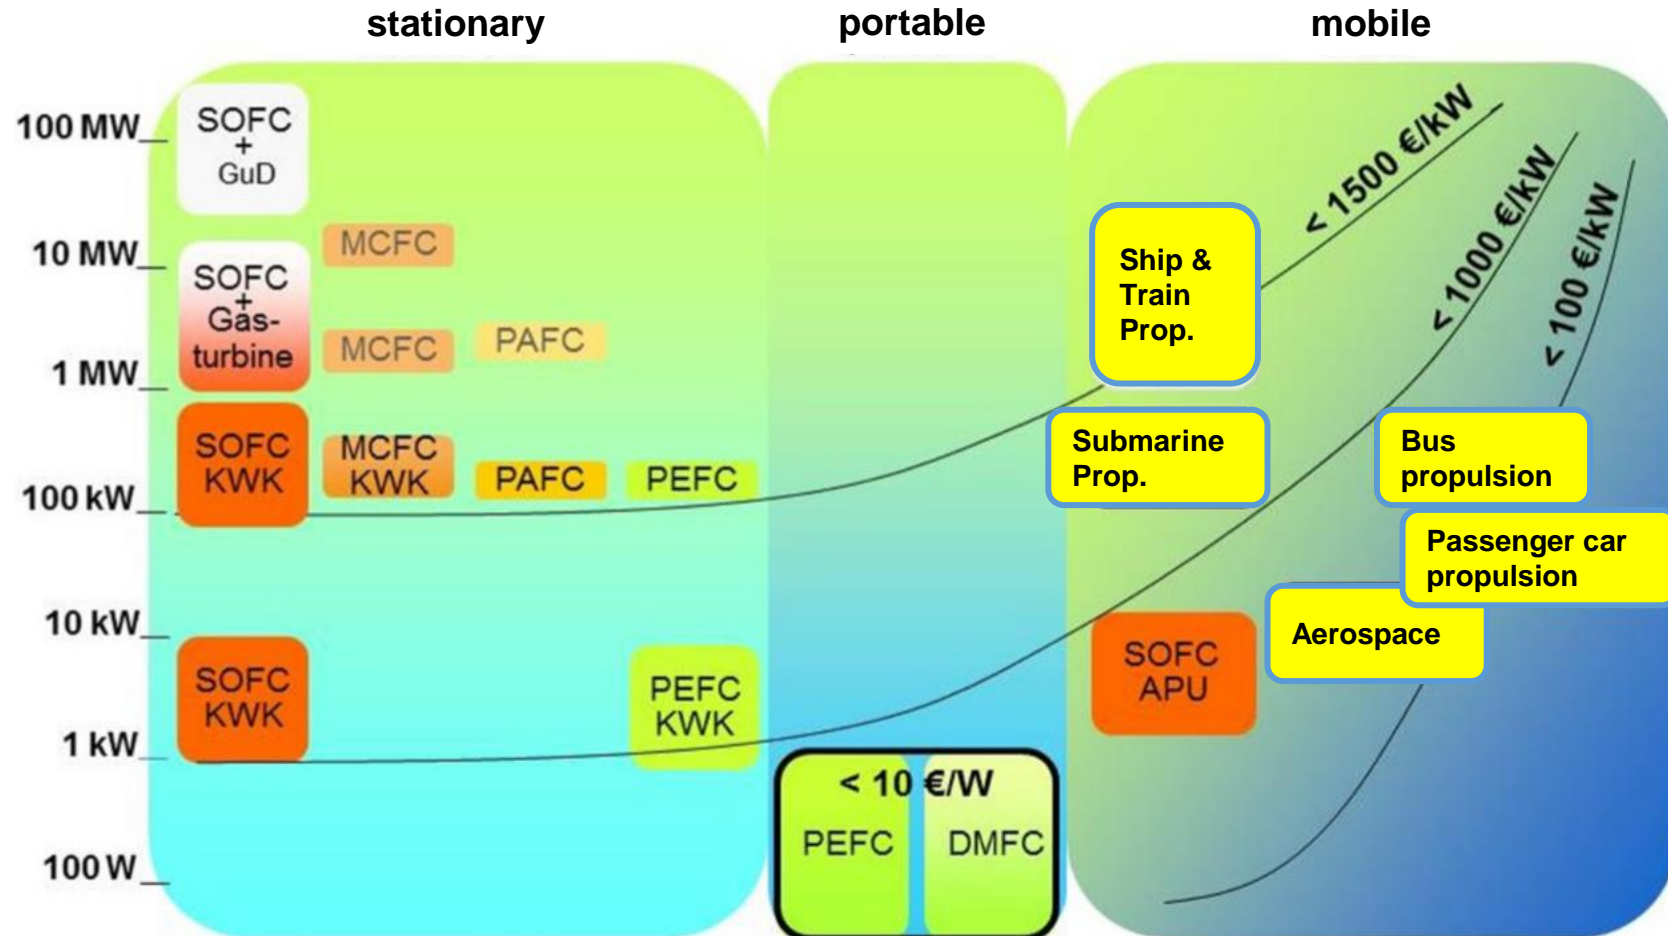 stationary
portable
mobile
100 MW
10 MW
1 MW
100 kW
10 kW
1 kW
100 W
SOFC
+
GuD
SOFC
+
Gas-
turbine
MCFC
MCFC
PAFC
SOFC
KWK
MCFC
KWK
PAFC
PEFC
SOFC
KWK
PEFC
KWK
< 10 €/W
PEFC
DMFC
< 1500 €/kW
< 1000 €/kW
< 100 €/kW
Ship &
Train
Prop.
Submarine
Prop.
Bus
propulsion
Passenger car
propulsion
Aerospace
SOFC
APU